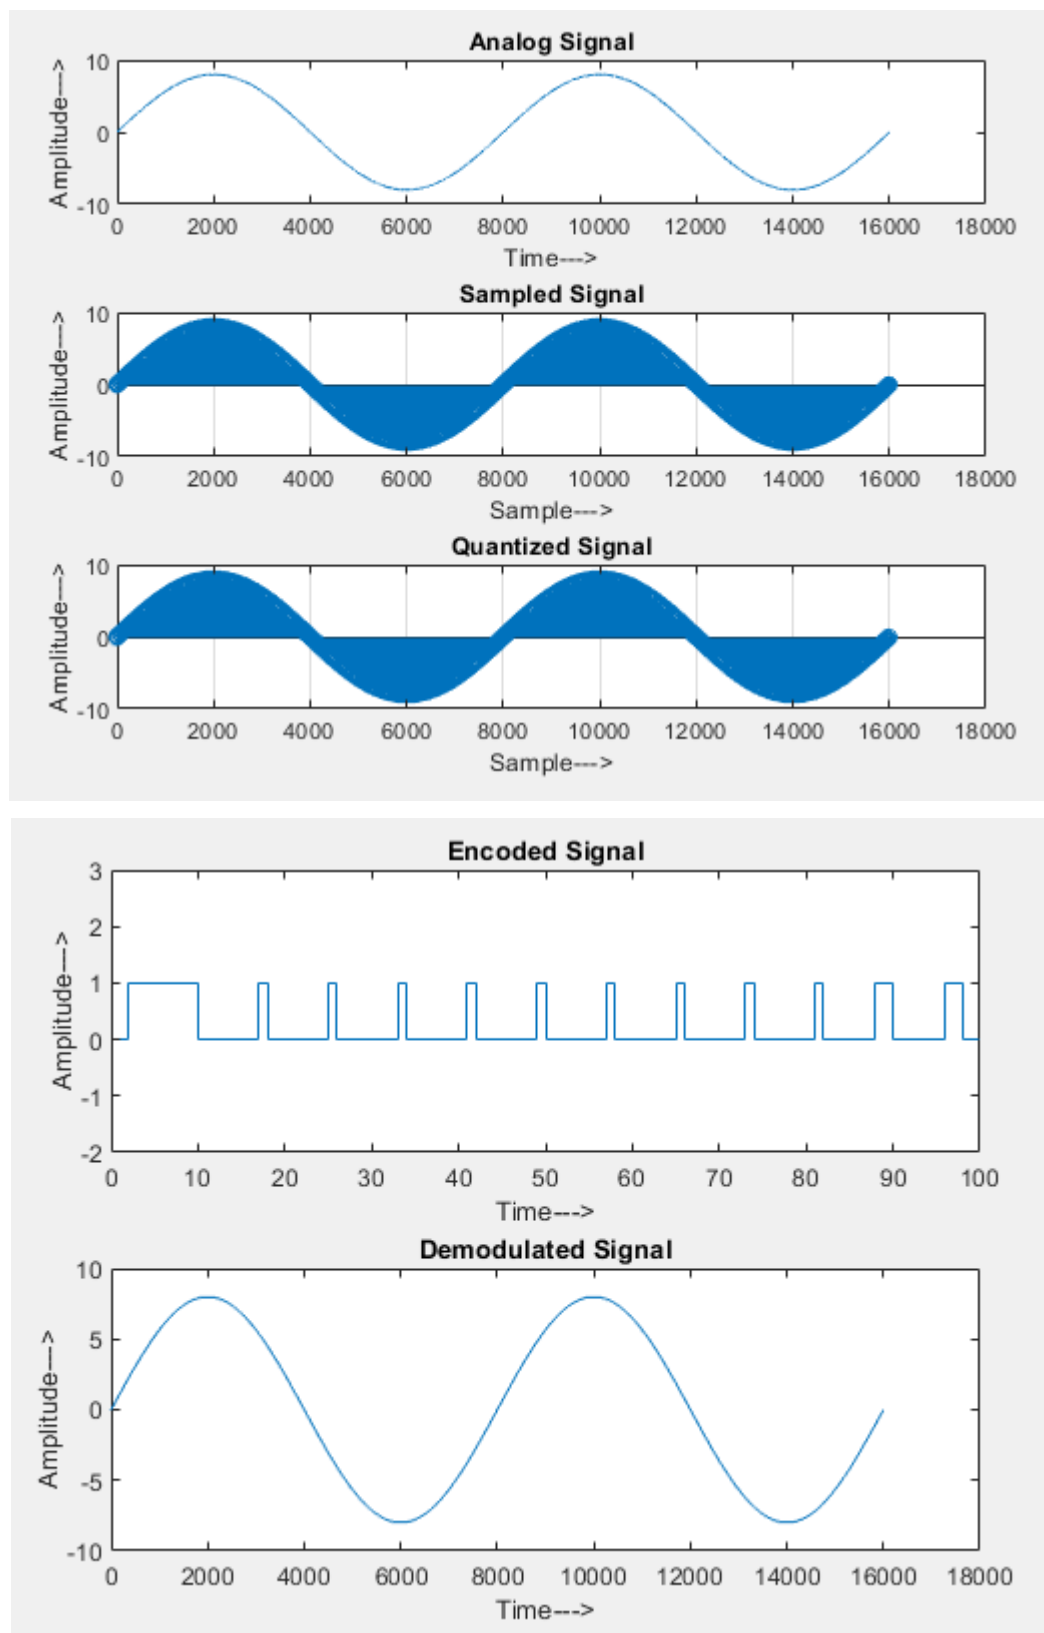 Analog Signal
Amplitude--->
10
0
-10
0 2000 4000 6000 8000 10000 12000 14000 16000 18000
Time--->
Sampled Signal
Amplitude--->
10
0
-10
0 2000 4000 6000 8000 10000 12000 14000 16000 18000
Sample--->
Quantized Signal
Amplitude--->
10
0
-10
0 2000 4000 6000 8000 10000 12000 14000 16000 18000
Sample--->
Encoded Signal
Amplitude--->
3
2
1
0
-1
-2
0 10 20 30 40 50 60 70 80 90 100
Time--->
Demodulated Signal
Amplitude--->
10
5
0
-5
-10
0 2000 4000 6000 8000 10000 12000 14000 16000 18000
Time--->